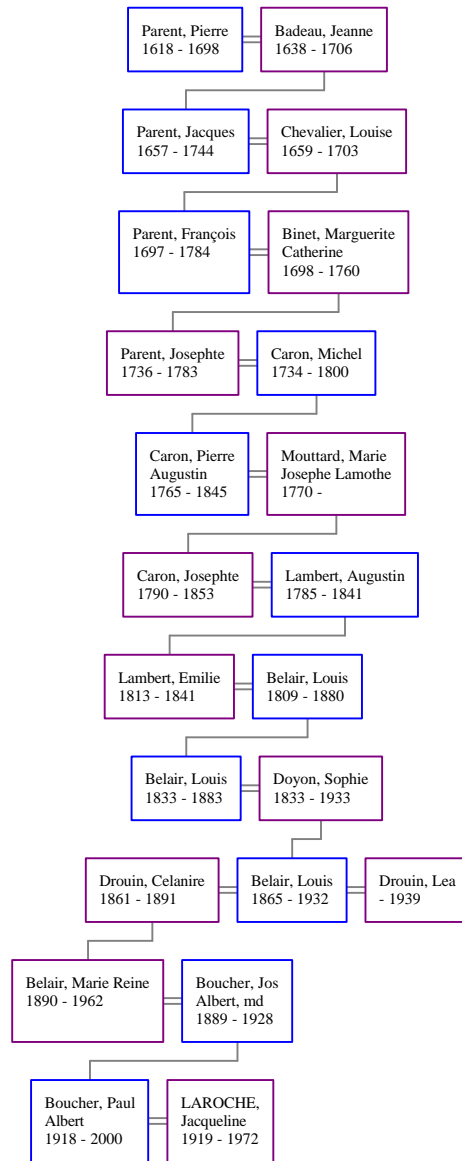 Parent, Pierre
1618 - 1698
Badeau, Jeanne
1638 - 1706
Parent, Jacques
1657 - 1744
Chevalier, Louise
1659 - 1703
Parent, François
1697 - 1784
Binet, Marguerite
Catherine
1698 - 1760
Parent, Josephte
1736 - 1783
Caron, Michel
1734 - 1800
Caron, Pierre
Augustin
1765 - 1845
Mouttard, Marie
Josephe Lamothe
1770 -
Caron, Josephte
1790 - 1853
Lambert, Augustin
1785 - 1841
Lambert, Emilie
1813 - 1841
Belair, Louis
1809 - 1880
Belair, Louis
1833 - 1883
Doyon, Sophie
1833 - 1933
Drouin, Celanire
1861 - 1891
Belair, Louis
1865 - 1932
Drouin, Lea
- 1939
Belair, Marie Reine
1890 - 1962
Boucher, Jos
Albert, md
1889 - 1928
Boucher, Paul
Albert
1918 - 2000
LAROCHE,
Jacqueline
1919 - 1972